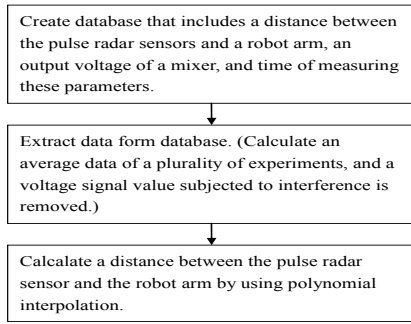 Create database that includes a distance between
the pulse radar sensors and a robot arm, an
output voltage of a mixer, and time of measuring
these parameters.
Extract data form database. (Calculate an
average data of a plurality of experiments, and a
voltage signal value subjected to interference is
removed.)
Calcalate a distance between the pulse radar
sensor and the robot arm by using polynomial
interpolation.